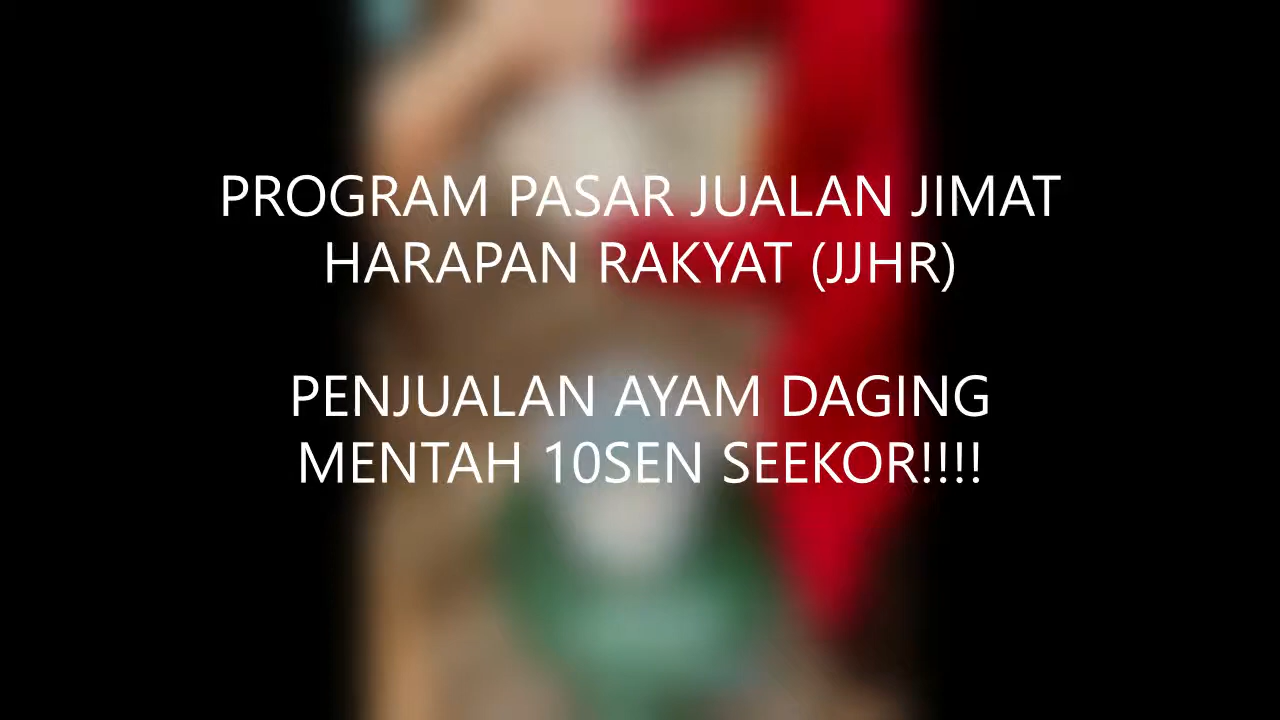 PROGRAM PASAR JUALAN JIMAT
HARAPAN RAKYAT (JJHR)
PENJUALAN AYAM DAGING
MENTAH 10SEN SEEKOR!!!!